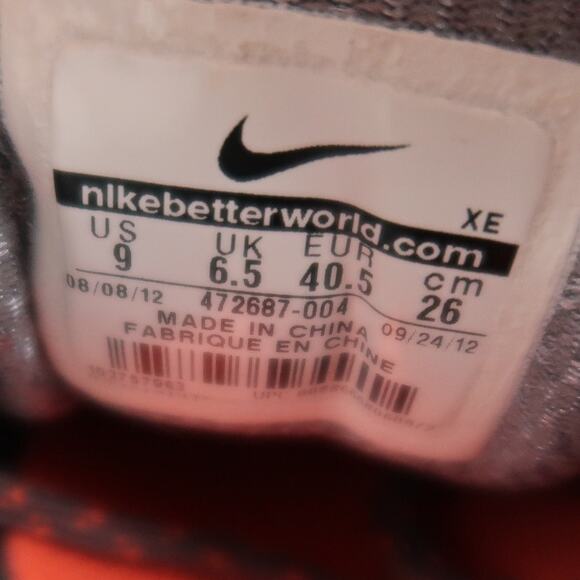 XE
nikebetterworld.com
US UK EUR cm
9 6.5 40.5 26
08/08/12 472687-004 09/24/12
MADE IN CHINA
FABRIQUE EN CHINE